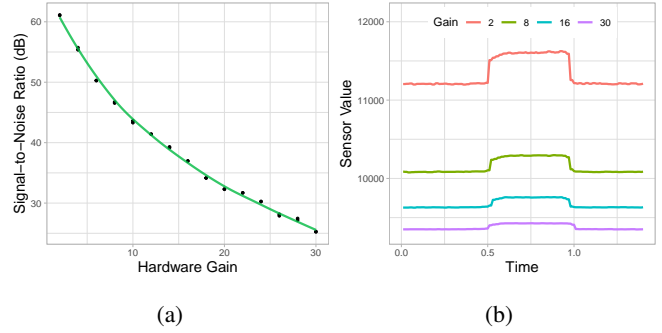 60
50
40
30
10
20
30
Signal−to−Noise Ratio (dB)
Hardware Gain
(a)
Gain 2 8 16 30
12000
11000
10000
0.0
0.5
1.0
Sensor Value
Time
(b)